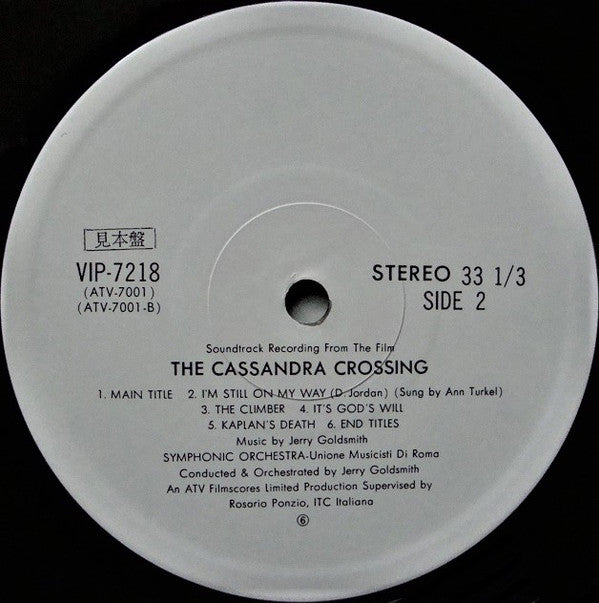 見本盤
VIP-7218
(ATV-7001)
(ATV-7001-B)
STEREO 33 1/3
SIDE 2
Soundtrack Recording From The Film
THE CASSANDRA CROSSING
1. MAIN TITLE 2. I'M STILL ON MY WAY (D. Jordan) (Sung by Ann Turkel)
3. THE CLIMBER 4. IT'S GOD'S WILL
5. KAPLAN'S DEATH 6. END TITLES
Music by Jerry Goldsmith
SYMPHONIC ORCHESTRA-Unione Musicisti Di Roma
Conducted & Orchestrated by Jerry Goldsmith
An ATV Filmscores Limited Production Supervised by
Rosario Ponzio, ITC Italiana
⑥